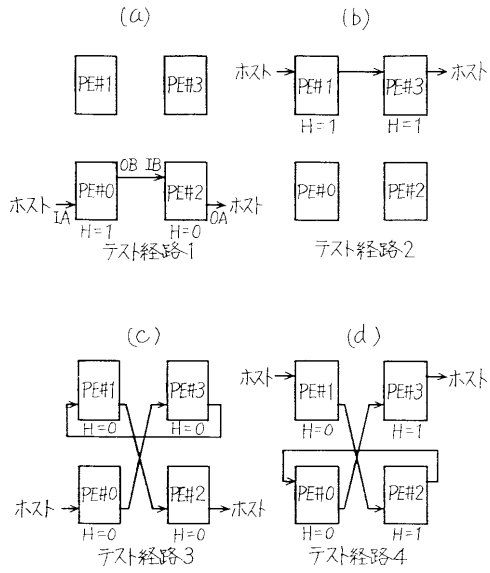 (a)
PE#1
PE#3
OB IB
ホスト
PE#0
PE#2
ホスト
IA
OA
H=1
H=0
テスト経路1
(b)
ホスト
PE#1
PE#3
ホスト
H=1
H=1
PE#0
PE#2
テスト経路2
(c)
PE#1
PE#3
H=0
H=0
ホスト
PE#0
PE#2
ホスト
H=0
H=0
テスト経路3
(d)
ホスト
PE#1
PE#3
ホスト
H=0
H=1
PE#0
PE#2
H=0
H=1
テスト経路4